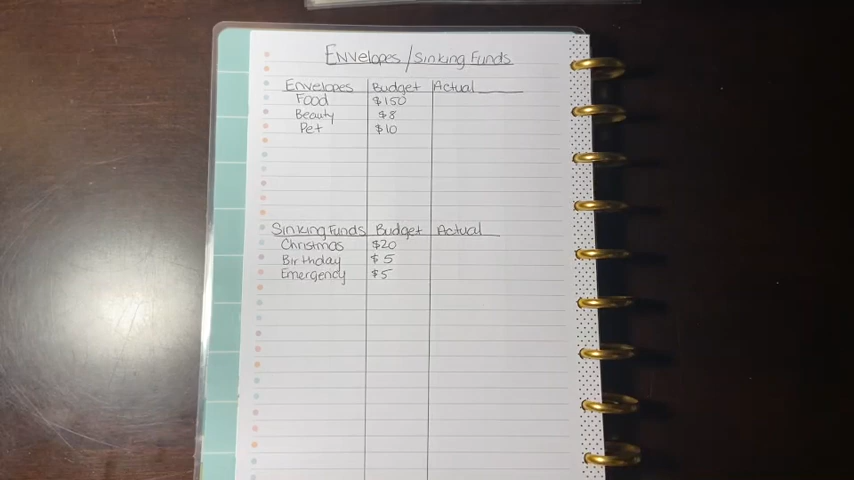 Envelopes/Sinking Funds
Envelopes Budget Actual
Food $150
Beauty $8
Pet $10
Sinking Funds Budget Actual
Christmas $20
Birthday $5
Emergency $5